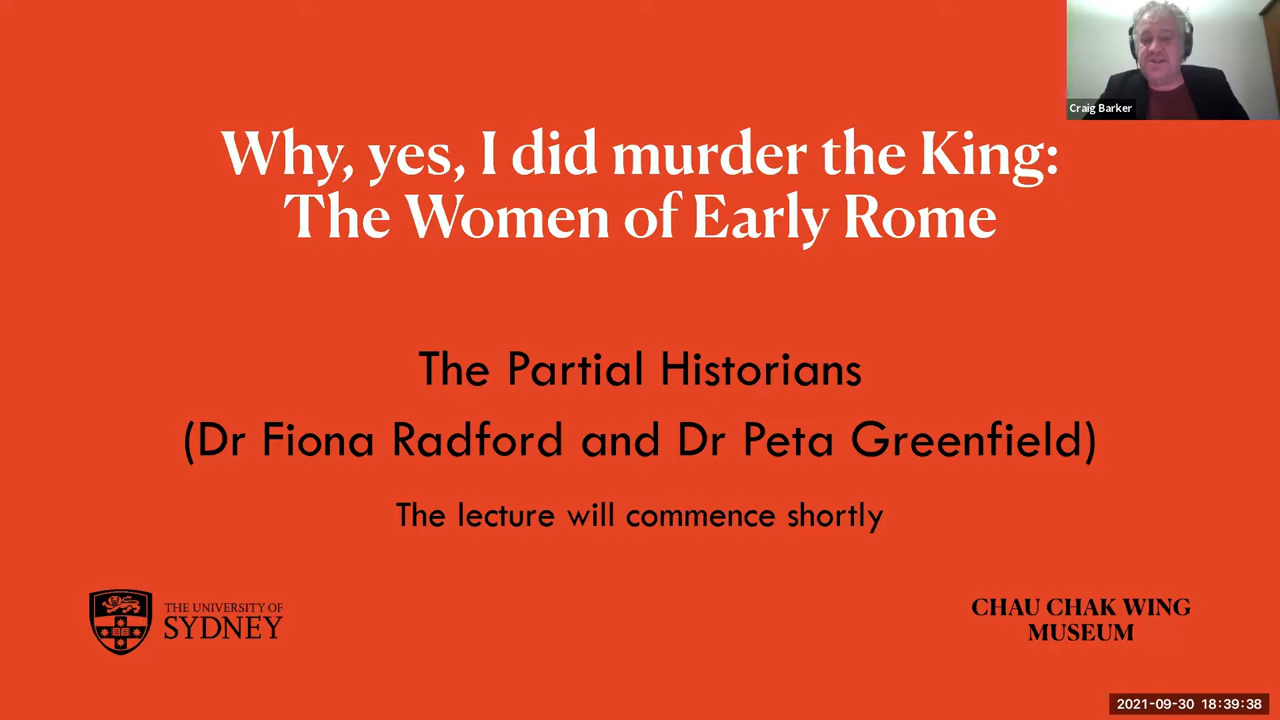 Craig Barker
Why, yes, I did murder the King:
The Women of Early Rome
The Partial Historians
(Dr Fiona Radford and Dr Peta Greenfield)
The lecture will commence shortly
THE UNIVERSITY OF
SYDNEY
CHAU CHAK WING
MUSEUM
2021-09-30 18:39:38